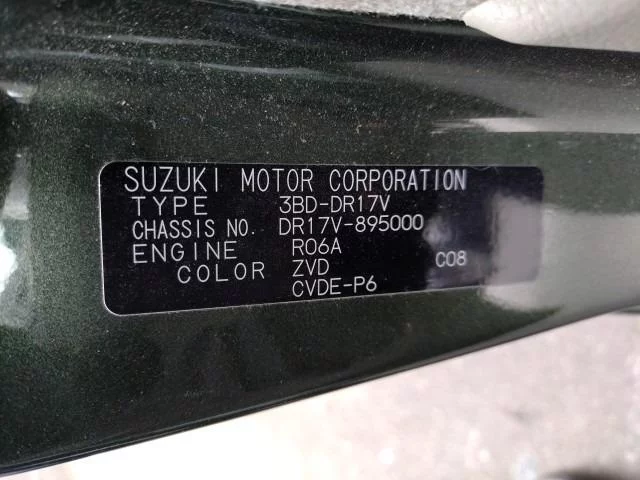 SUZUKI MOTOR CORPORATION
TYPE 3BD-DR17V
CHASSIS NO. DR17V-895000
ENGINE R06A
COLOR ZVD C08
CVDE-P6